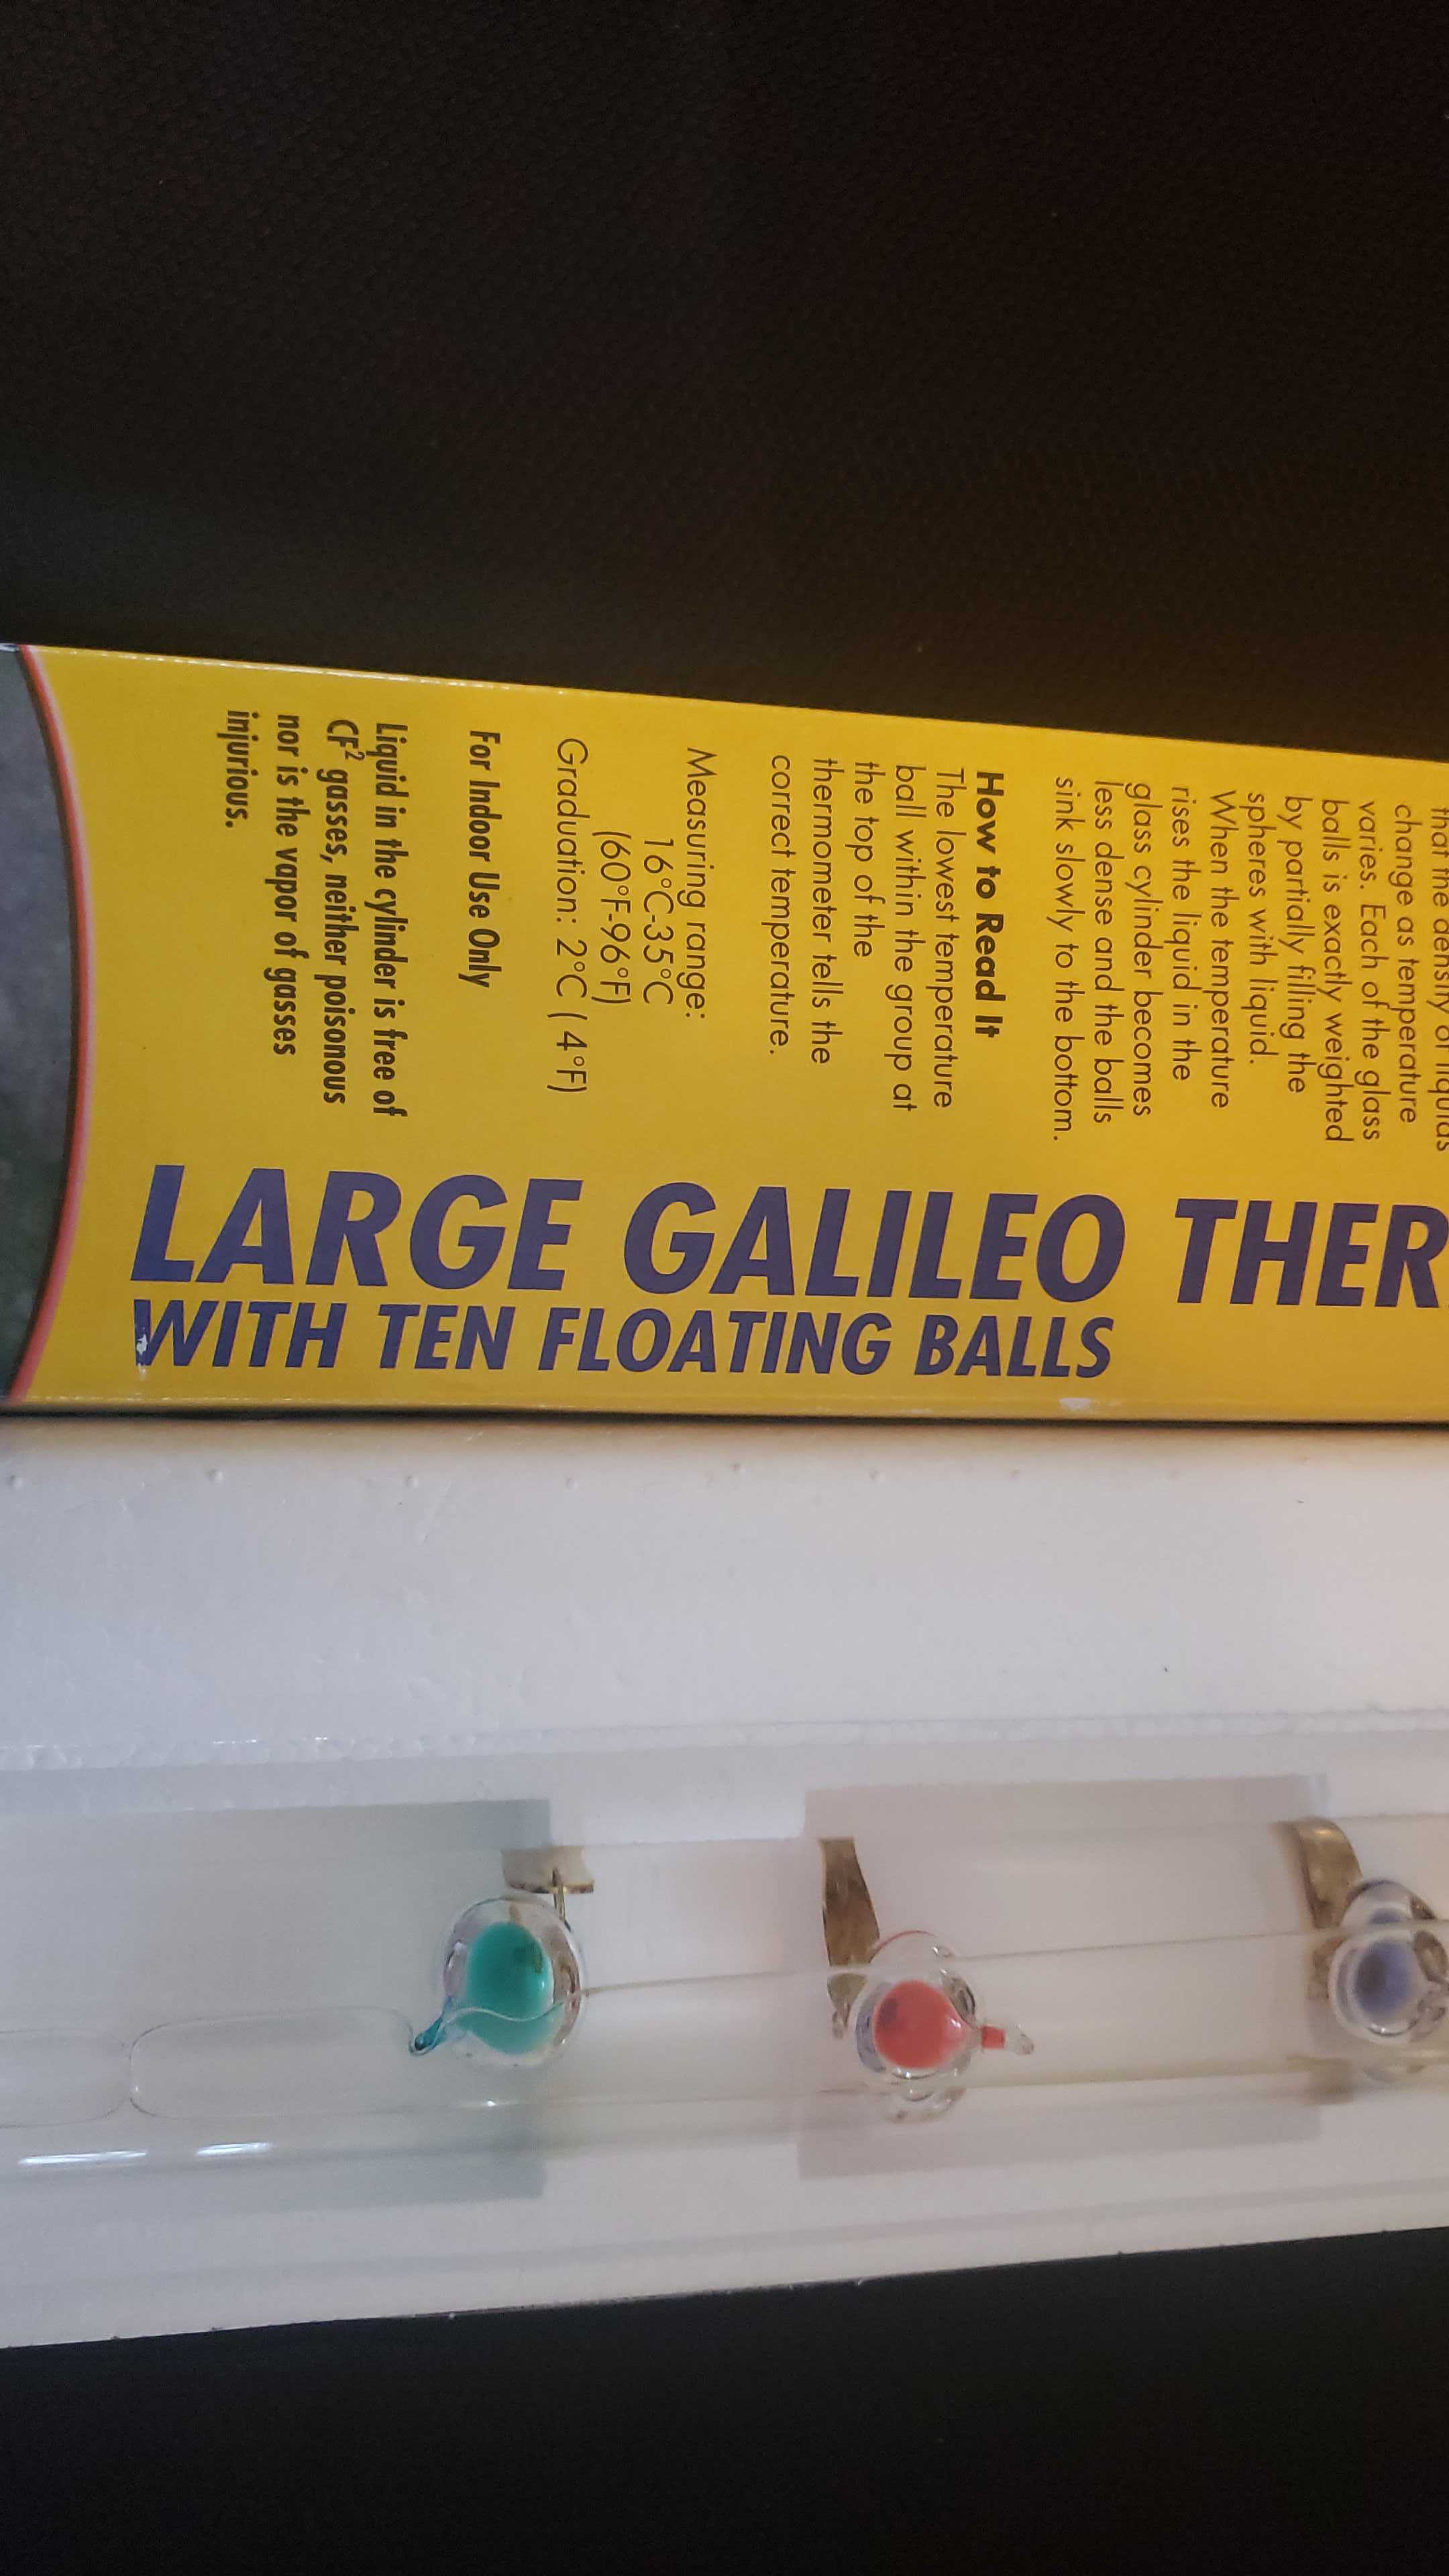 that the density of liquids
change as temperature
varies. Each of the glass
balls is exactly weighted
by partially filling the
spheres with liquid.
When the temperature
rises the liquid in the
glass cylinder becomes
less dense and the balls
sink slowly to the bottom.
How to Read It
The lowest temperature
ball within the group at
the top of the
thermometer tells the
correct temperature.
Measuring range:
16°C-35°C
(60°F-96°F)
Graduation: 2°C ( 4°F)
For Indoor Use Only
Liquid in the cylinder is free of
CF² gasses, neither poisonous
nor is the vapor of gasses
injurious.
LARGE GALILEO THER
WITH TEN FLOATING BALLS